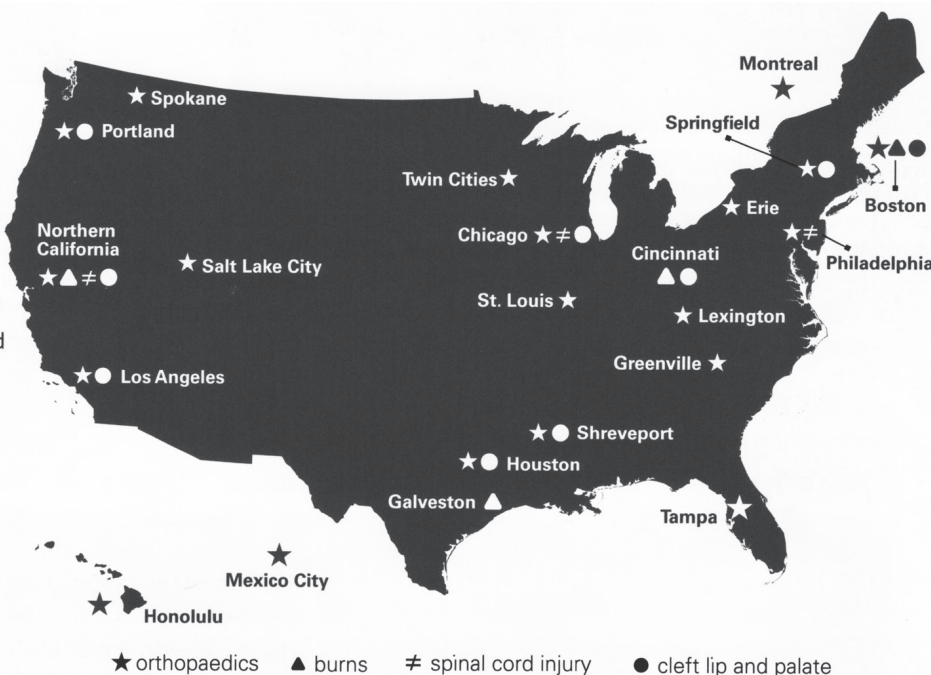 Montreal
Spokane
Springfield
Portland
Twin Cities
Erie
Boston
Northern
California
Chicago ≠
≠
Cincinnati
Philadelphia
≠
Salt Lake City
St. Louis
Lexington
d
Greenville
Los Angeles
Shreveport
Houston
Galveston
Tampa
Mexico City
Honolulu
★ orthopaedics ▲ burns ≠ spinal cord injury ● cleft lip and palate